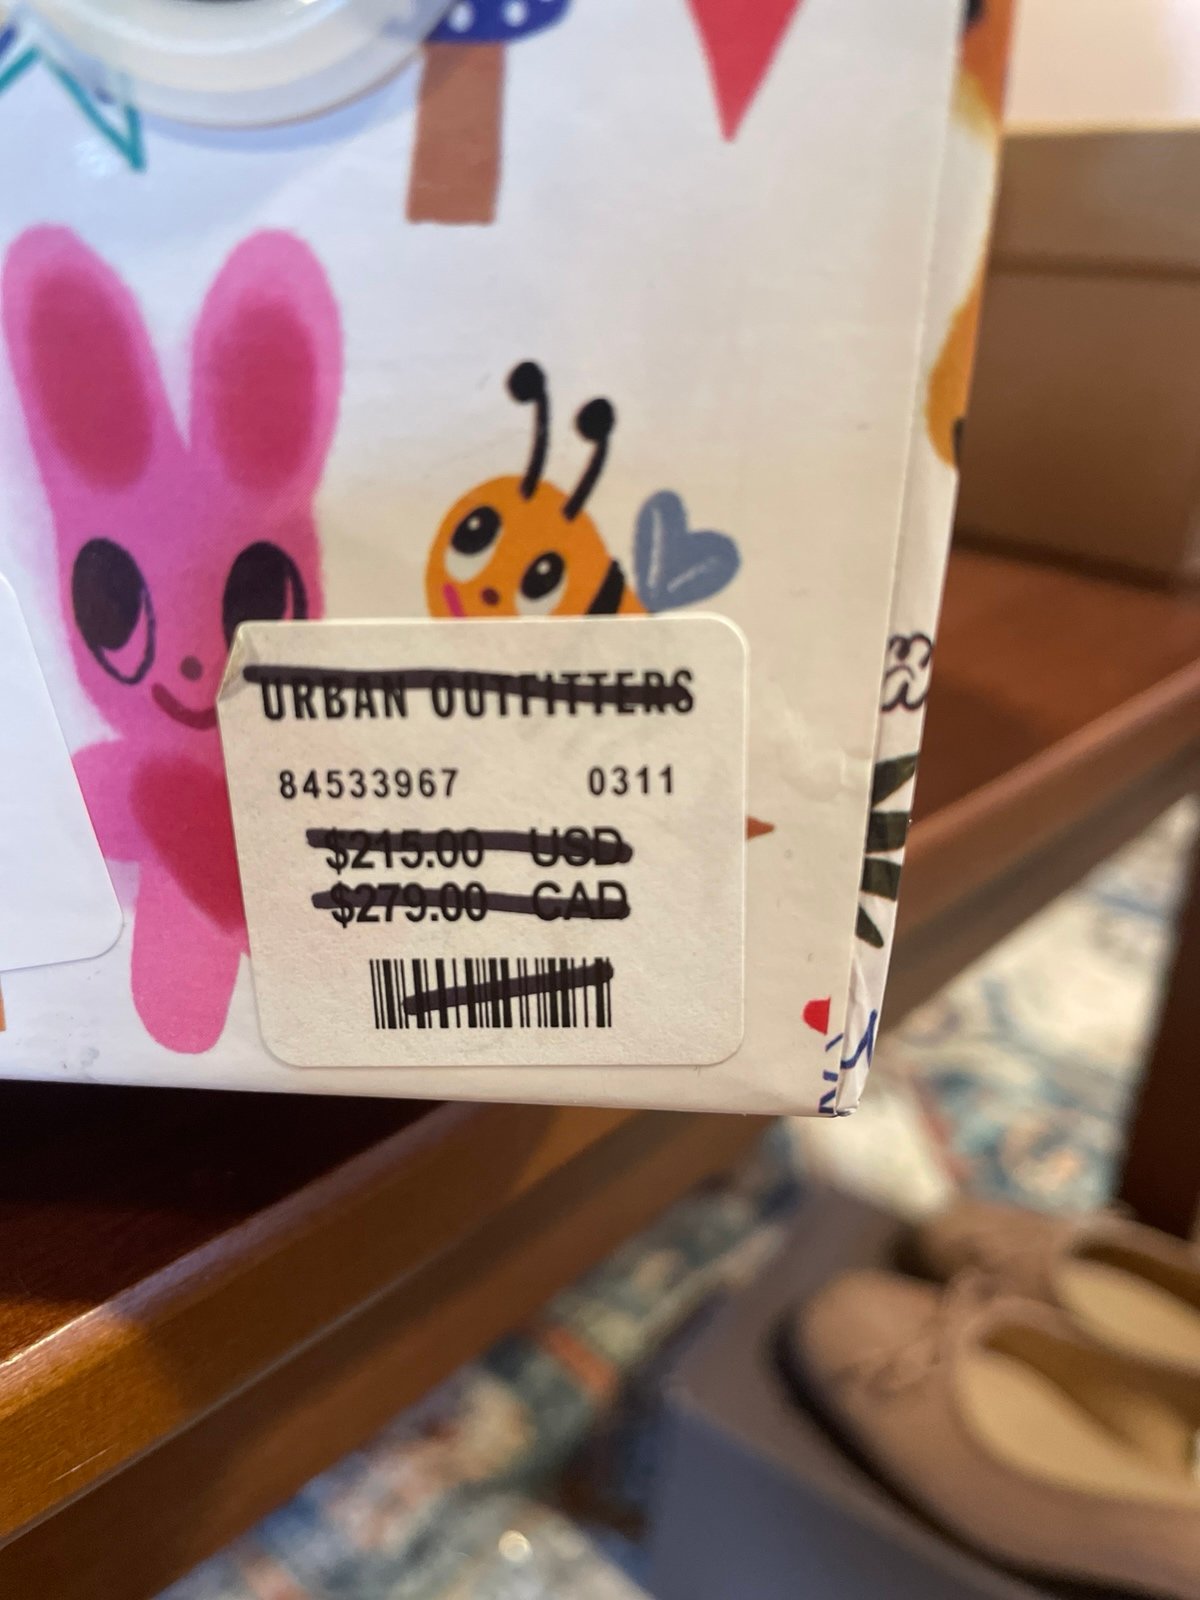 URBAN OUTFITTERS
84533967 0311
$215.00 USD
$279.00 CAD